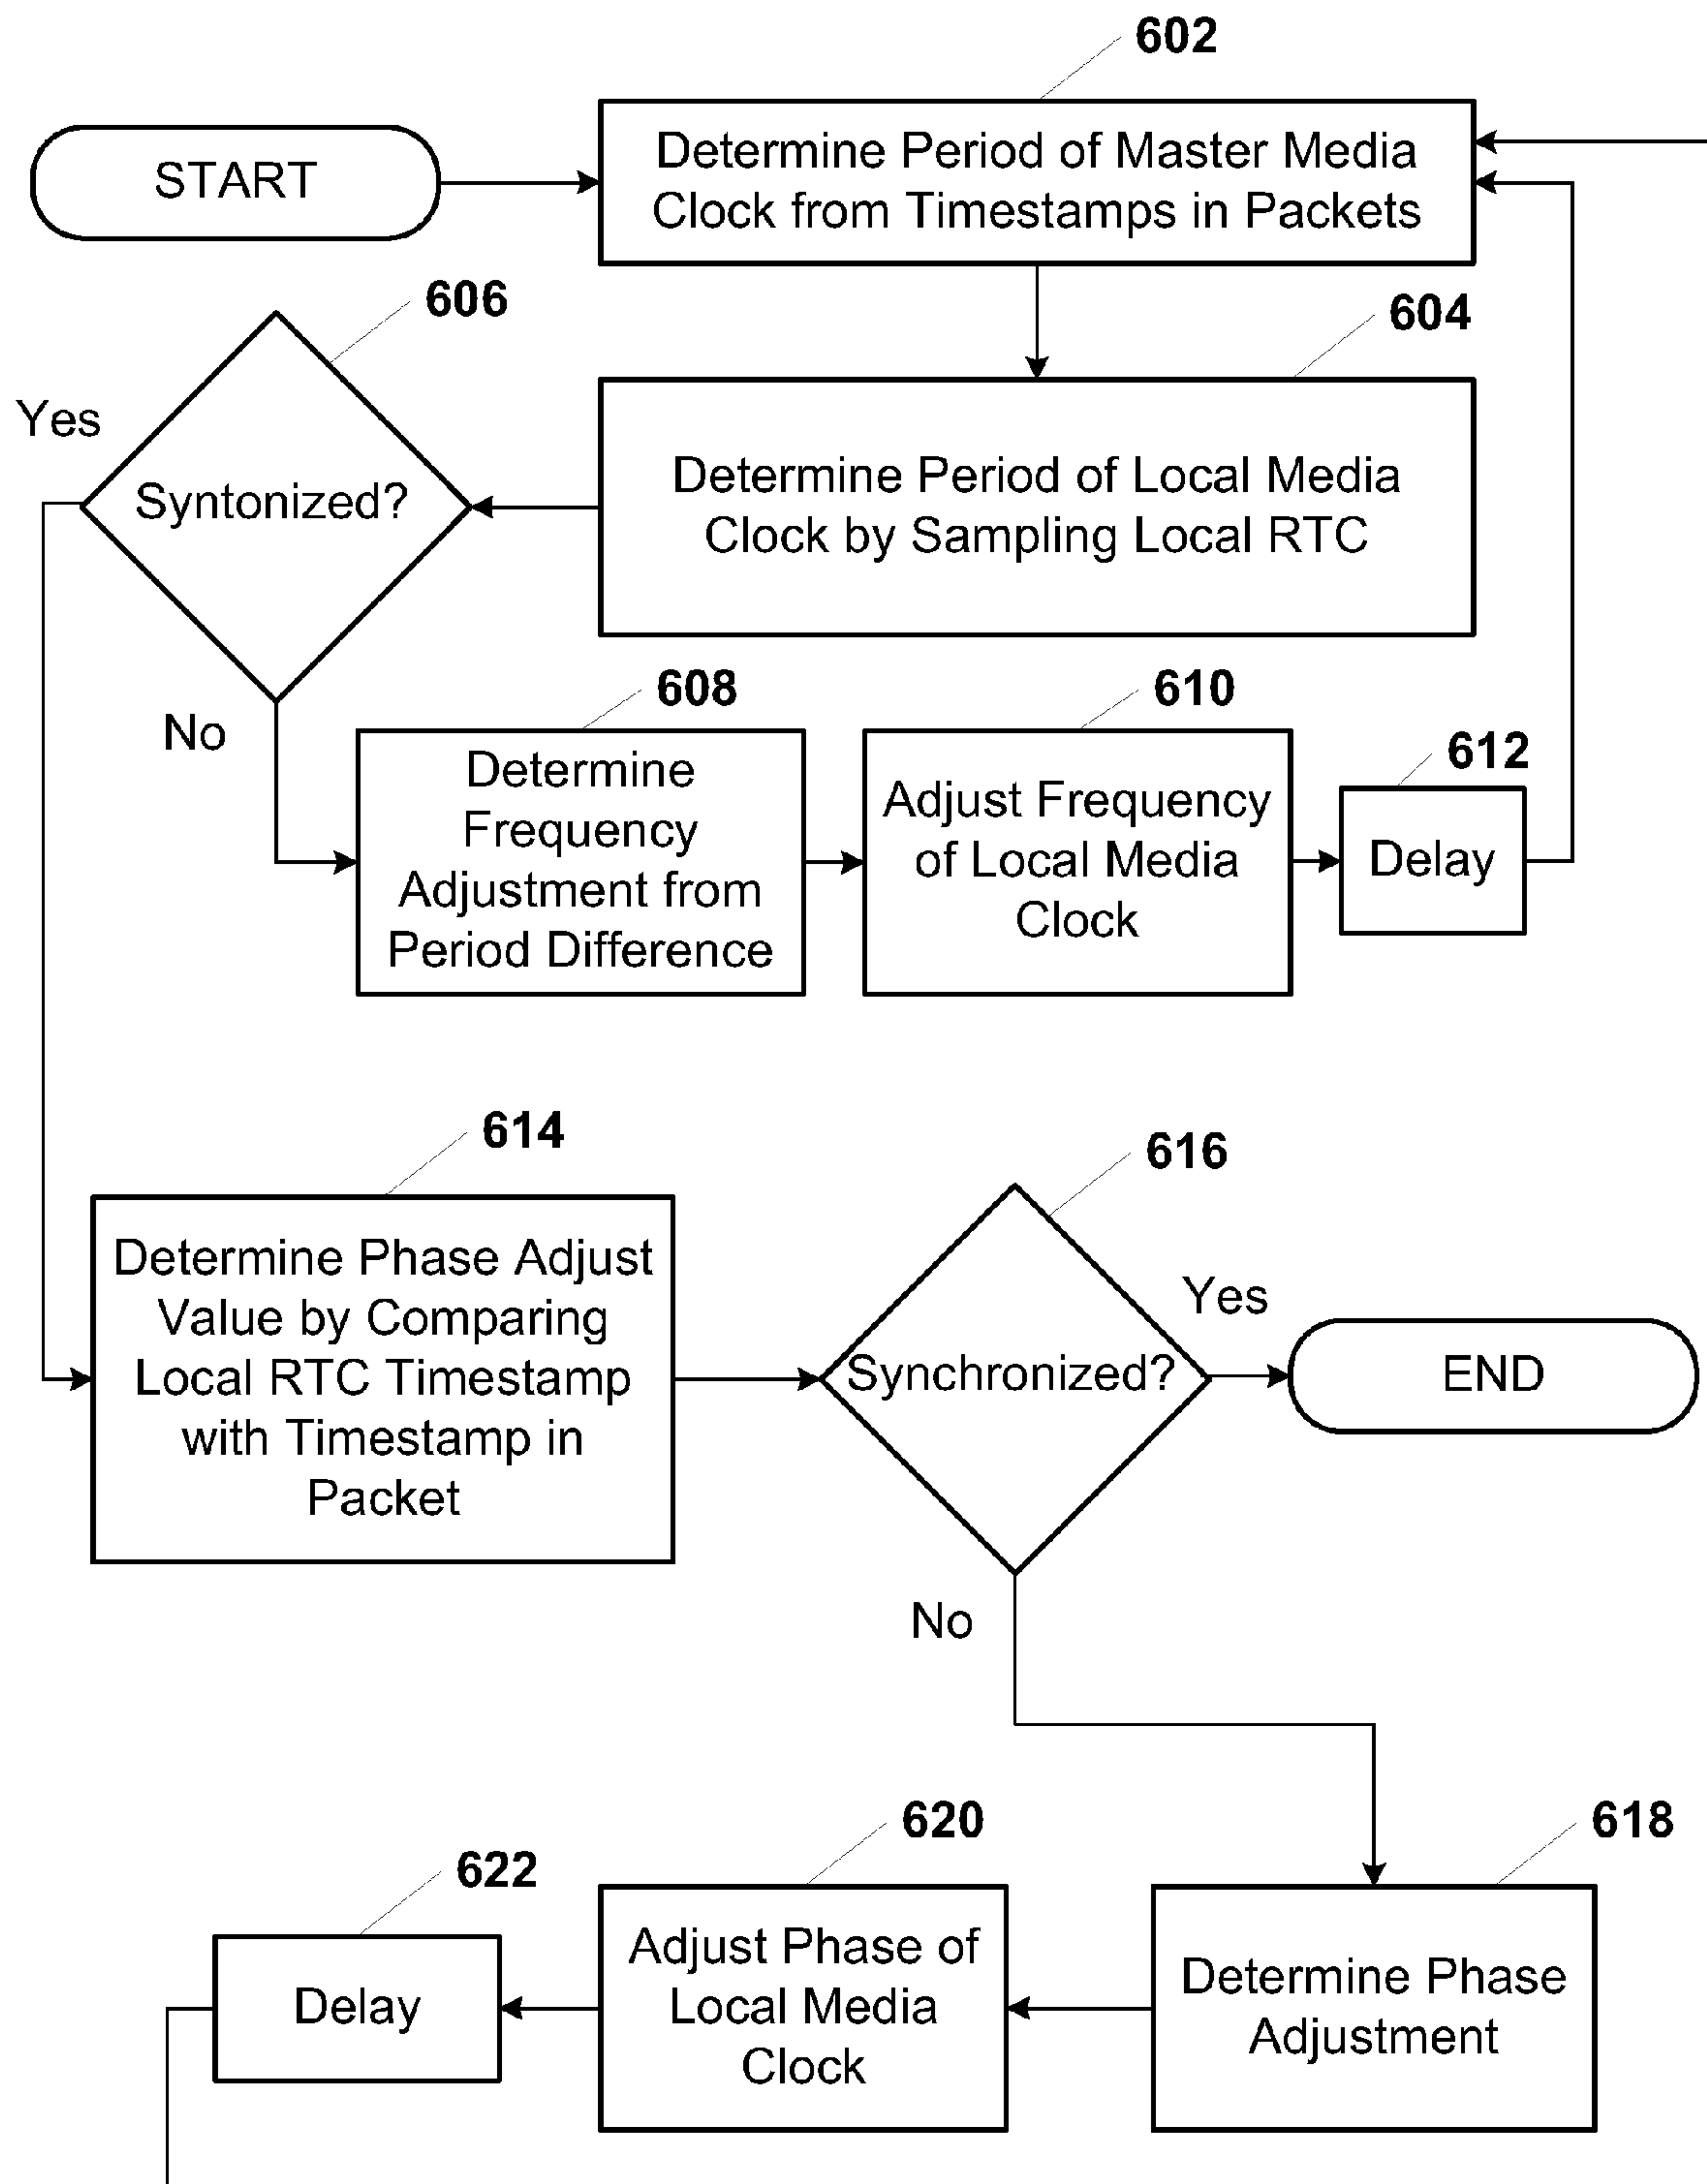 602
START
Determine Period of Master Media
Clock from Timestamps in Packets
606
604
Yes
Syntonized?
Determine Period of Local Media
Clock by Sampling Local RTC
No
608
Determine
Frequency
Adjustment from
Period Difference
610
Adjust Frequency
of Local Media
Clock
612
Delay
614
Determine Phase Adjust
Value by Comparing
Local RTC Timestamp
with Timestamp in
Packet
616
Synchronized?
Yes
END
No
618
Determine Phase
Adjustment
620
Adjust Phase of
Local Media
Clock
622
Delay